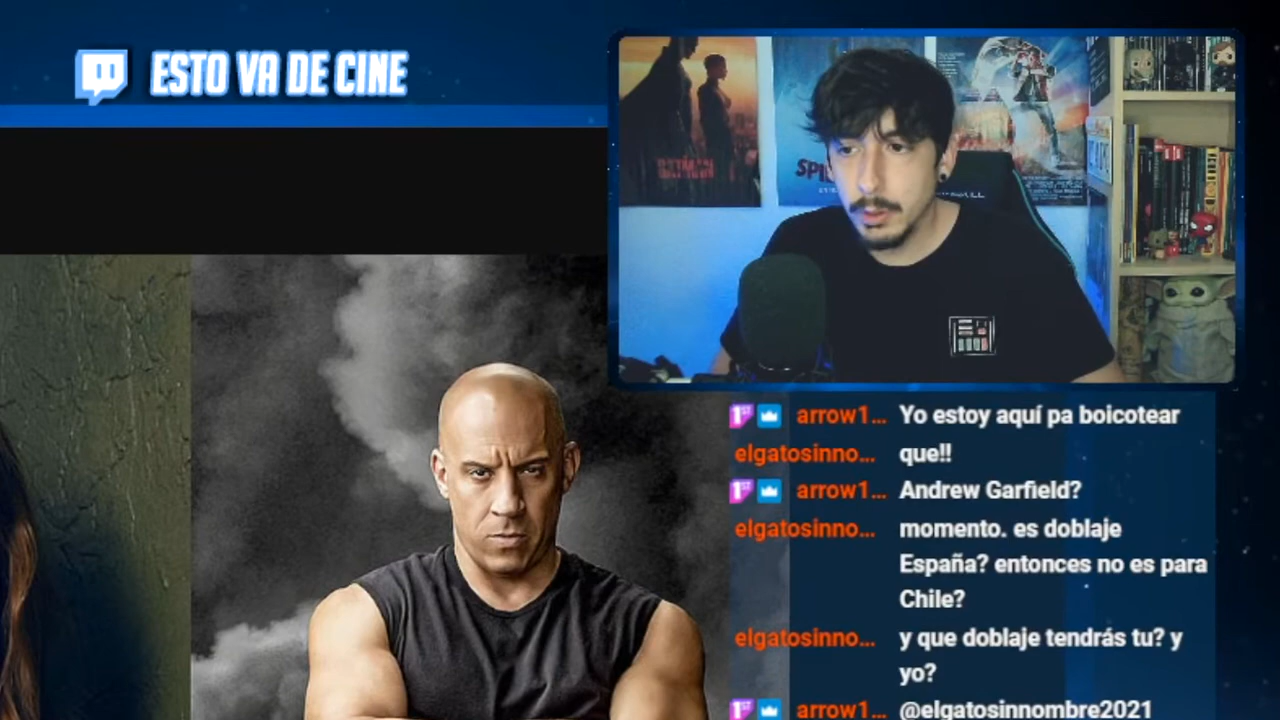 ESTO VA DE CINE
BATMAN
arrow1... Yo estoy aquí pa boicotear
elgatosinno... que!!
arrow1... Andrew Garfield?
elgatosinno... momento. es doblaje
España? entonces no es para
Chile?
elgatosinno... y que doblaje tendrás tu? y
yo?
arrow1... @elgatosinnombre2021